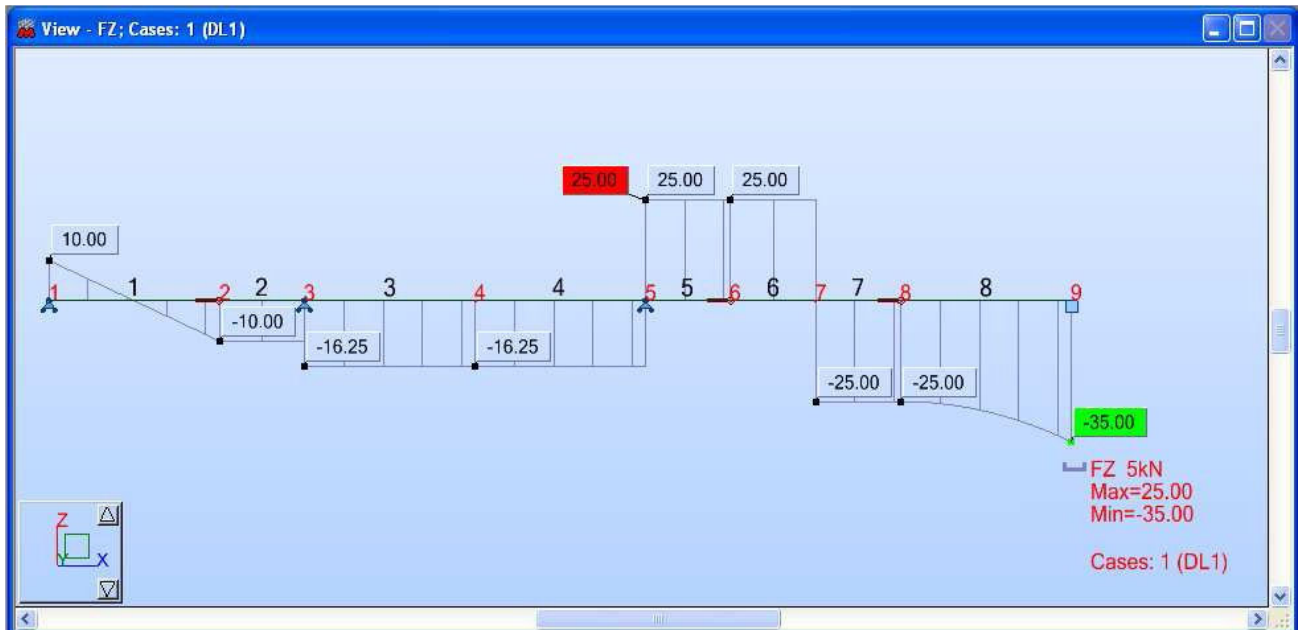 View - FZ; Cases: 1 (DL1)
25.00 25.00 25.00
10.00
1 1 2 2 3 3 4 4 5 5 6 6 7 7 8 8 9
-10.00
-16.25 -16.25
-25.00 -25.00
-35.00
FZ 5kN
Max=25.00
Min=-35.00
Cases: 1 (DL1)
Z
Y X